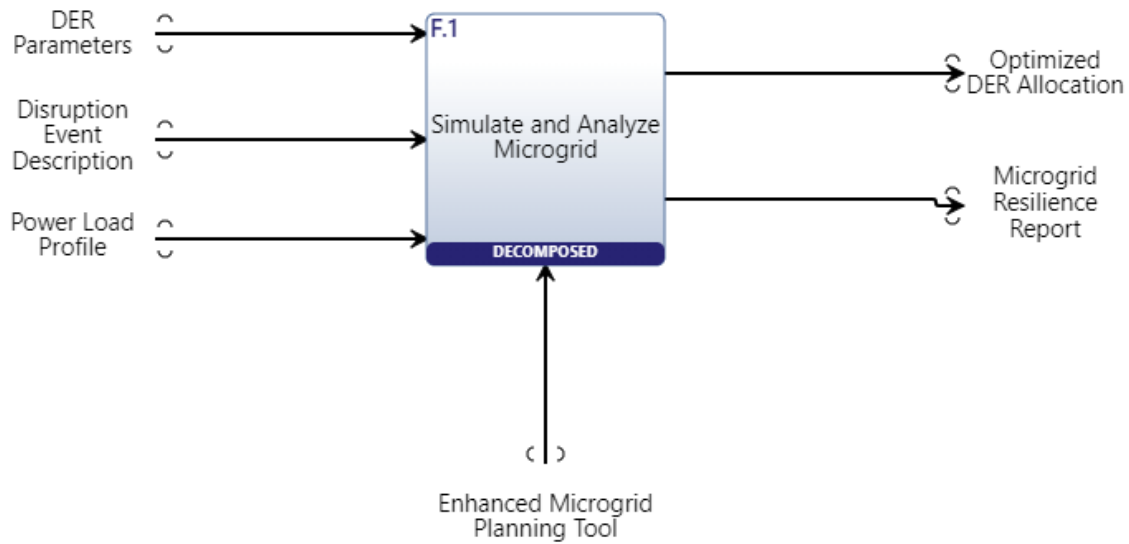 DER
Parameters
Disruption
Event
Description
Power Load
Profile
F.1
Simulate and Analyze
Microgrid
DECOMPOSED
Optimized
DER Allocation
Microgrid
Resilience
Report
Enhanced Microgrid
Planning Tool